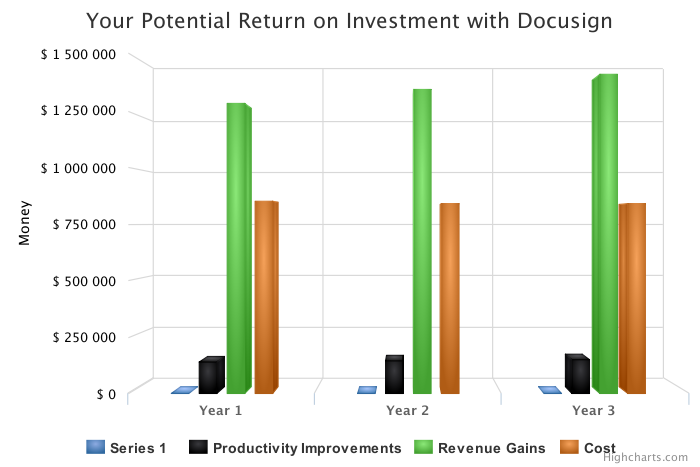 Your Potential Return on Investment with Docusign
$ 1 500 000
$ 1 250 000
$ 1 000 000
$ 750 000
$ 500 000
$ 250 000
$ 0
Money
Year 1
Year 2
Year 3
Series 1
Productivity Improvements
Revenue Gains
Cost
Highcharts.com